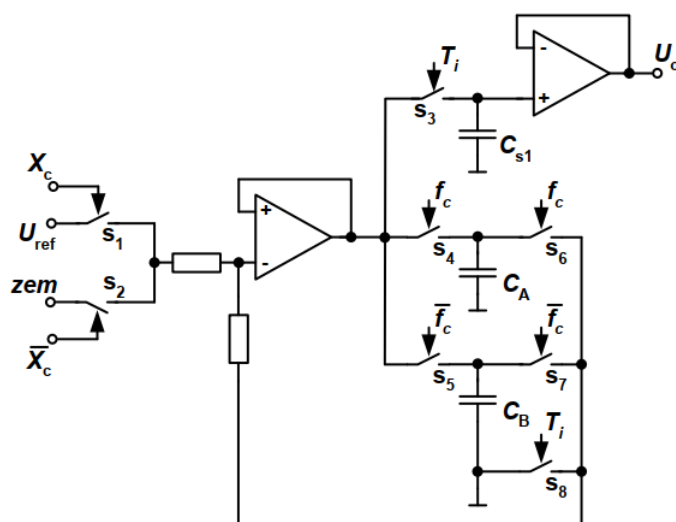 T_i
U_o
s_3
C_s1
X_c
U_ref
s_1
zem
s_2
X̅_c
f_c
f_c
s_4
s_6
C_A
f̅_c
f̅_c
s_5
s_7
C_B
T_i
s_8
+
-
-
+